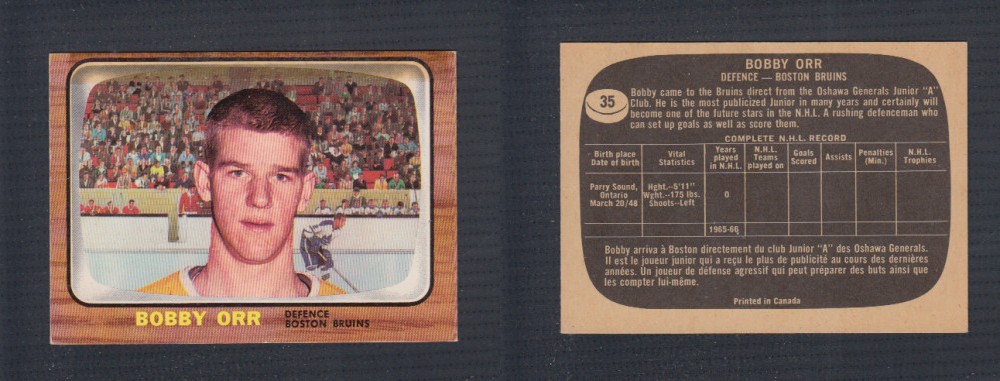 BOBBY ORR
DEFENCE
BOSTON BRUINS
BOBBY ORR
DEFENCE — BOSTON BRUINS
35
Bobby came to the Bruins direct from the Oshawa Generals Junior "A"
Club. He is the most publicized Junior in many years and certainly will
become one of the future stars in the N.H.L. A rushing defenceman who
can set up goals as well as score them.
COMPLETE N.H.L. RECORD
Birth place Date of birth | Vital Statistics | Years played in N.H.L. | N.H.L. Teams played on | Goals Scored | Assists | Penalties (Min.) | N.H.L. Trophies
Parry Sound, Ontario March 20/48 | Hght.—5'11" Wght.—175 lbs. Shoots—Left | 0
1965-66
Bobby arriva à Boston directement du club Junior "A" des Oshawa Generals.
Il est le joueur junior qui a reçu le plus de publicité au cours des dernières
années. Un joueur de défense agressif qui peut préparer des buts ainsi que
les compter lui-même.
Printed in Canada